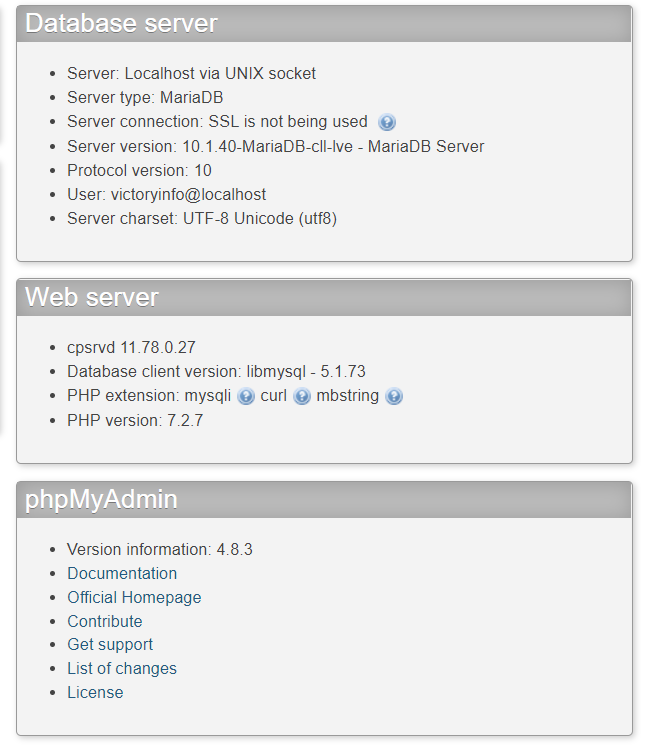 Database server
Server: Localhost via UNIX socket
Server type: MariaDB
Server connection: SSL is not being used
Server version: 10.1.40-MariaDB-cll-lve - MariaDB Server
Protocol version: 10
User: victoryinfo@localhost
Server charset: UTF-8 Unicode (utf8)
Web server
cpsrvd 11.78.0.27
Database client version: libmysql - 5.1.73
PHP extension: mysqli curl mbstring
PHP version: 7.2.7
phpMyAdmin
Version information: 4.8.3
Documentation
Official Homepage
Contribute
Get support
List of changes
License